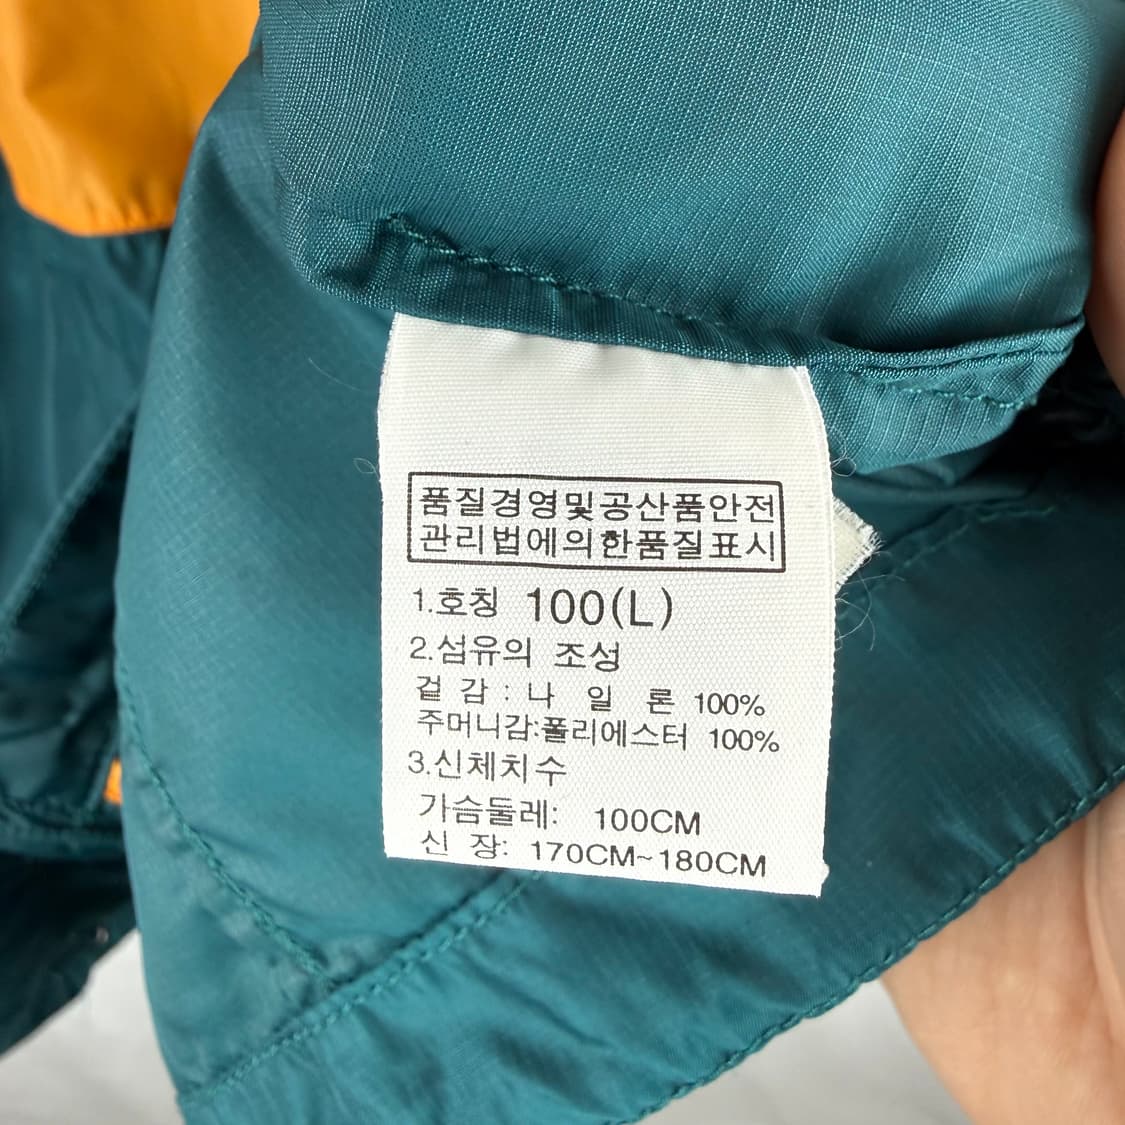 품질경영및공산품안전
관리법에의한품질표시
1.호칭 100(L)
2.섬유의 조성
겉 감 : 나 일 론 100%
주머니감:폴리에스터 100%
3.신체치수
가슴둘레: 100CM
신 장: 170CM~180CM